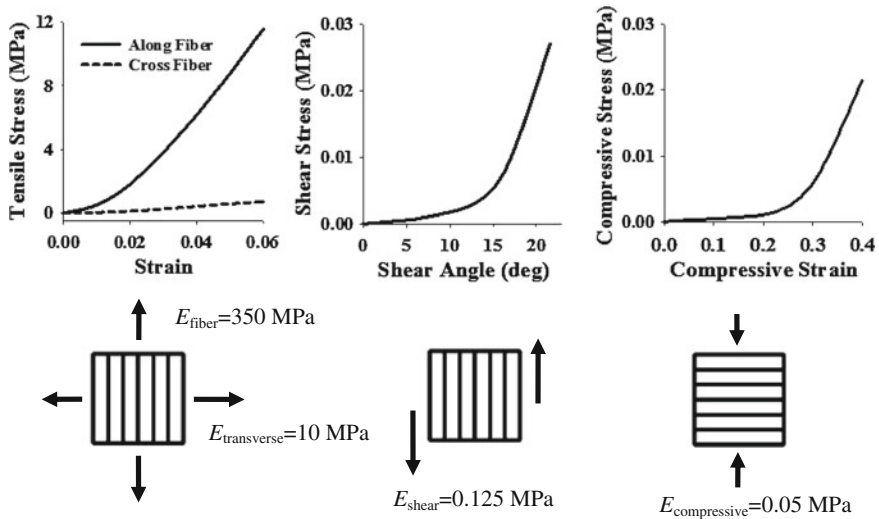 Tensile Stress (MPa)
12
8
4
0
0.00 0.02 0.04 0.06
Strain
Along Fiber
Cross Fiber
Shear Stress (MPa)
0.03
0.02
0.01
0.00
0 5 10 15 20
Shear Angle (deg)
Compressive Stress (MPa)
0.03
0.02
0.01
0.00
0.0 0.1 0.2 0.3 0.4
Compressive Strain
Efiber=350 MPa
Etransverse=10 MPa
Eshear=0.125 MPa
Ecompressive=0.05 MPa